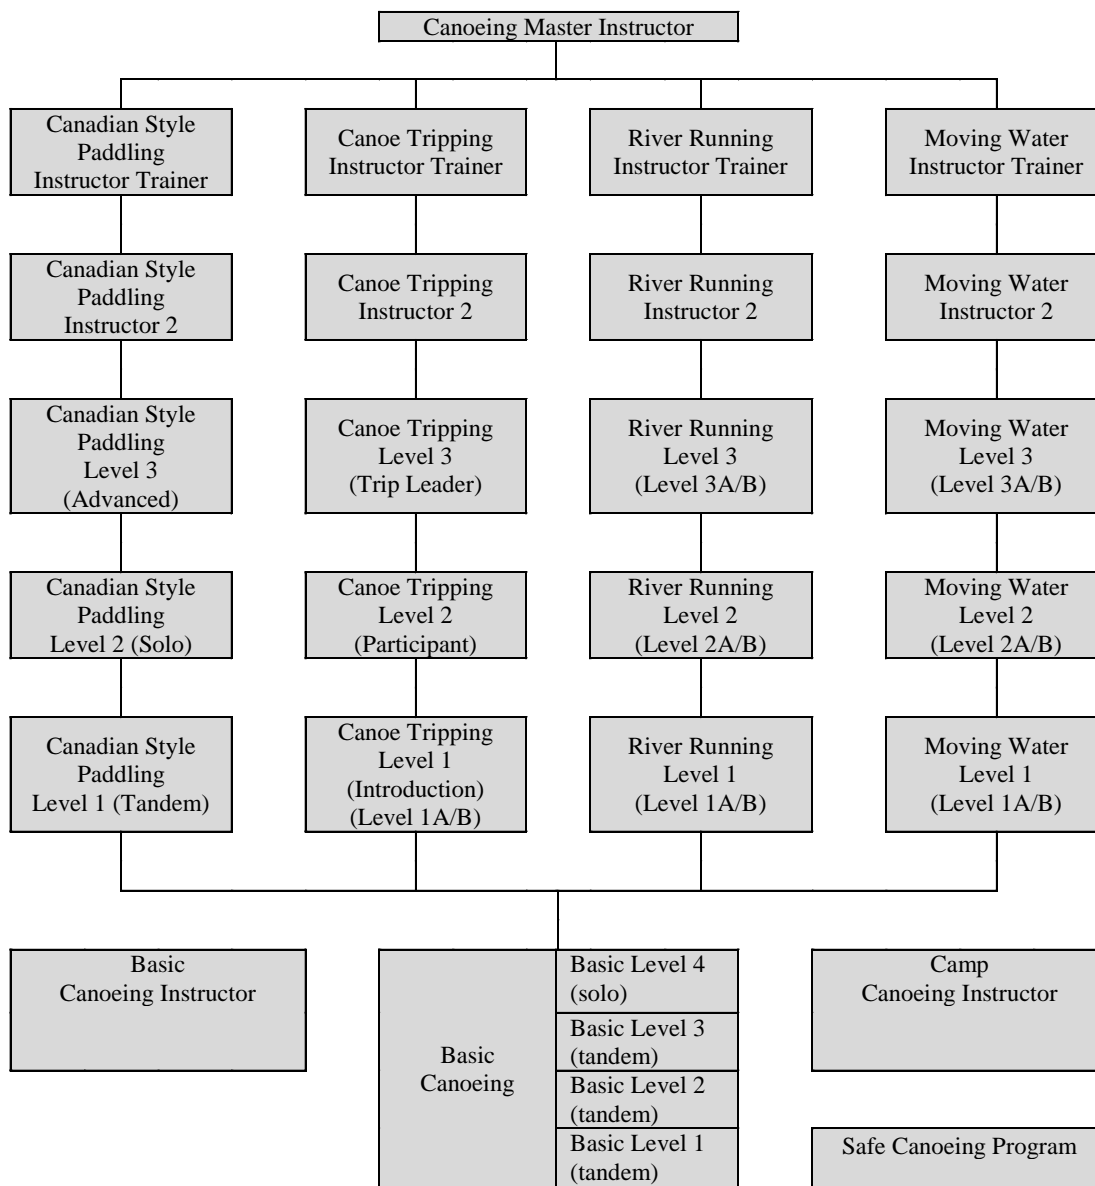 Canoeing Master Instructor
Canadian Style
Paddling
Instructor Trainer
Canoe Tripping
Instructor Trainer
River Running
Instructor Trainer
Moving Water
Instructor Trainer
Canadian Style
Paddling
Instructor 2
Canoe Tripping
Instructor 2
River Running
Instructor 2
Moving Water
Instructor 2
Canadian Style
Paddling
Level 3
(Advanced)
Canoe Tripping
Level 3
(Trip Leader)
River Running
Level 3
(Level 3A/B)
Moving Water
Level 3
(Level 3A/B)
Canadian Style
Paddling
Level 2 (Solo)
Canoe Tripping
Level 2
(Participant)
River Running
Level 2
(Level 2A/B)
Moving Water
Level 2
(Level 2A/B)
Canadian Style
Paddling
Level 1 (Tandem)
Canoe Tripping
Level 1
(Introduction)
(Level 1A/B)
River Running
Level 1
(Level 1A/B)
Moving Water
Level 1
(Level 1A/B)
Basic
Canoeing Instructor
Basic
Canoeing
Basic Level 4
(solo)
Basic Level 3
(tandem)
Basic Level 2
(tandem)
Basic Level 1
(tandem)
Camp
Canoeing Instructor
Safe Canoeing Program